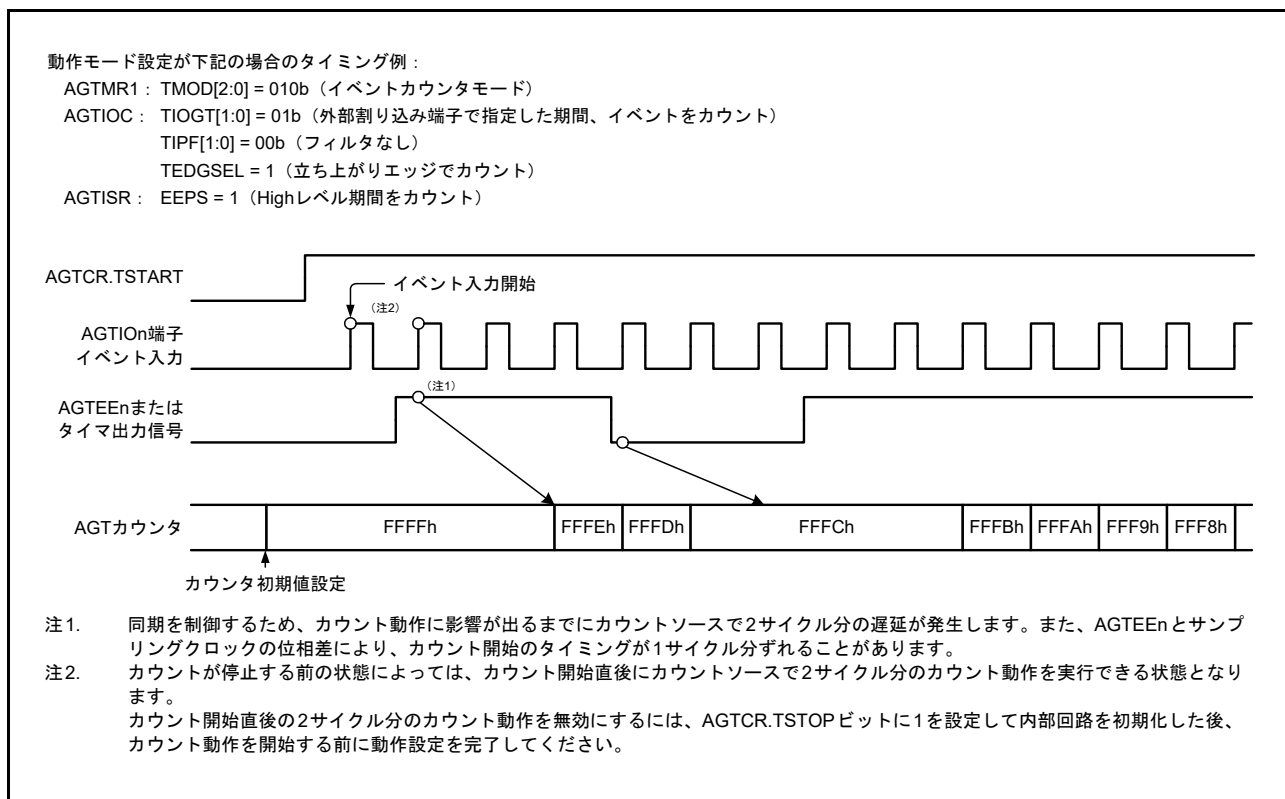 動作モード設定が下記の場合のタイミング例：
AGTMR1： TMOD[2:0] = 010b（イベントカウンタモード）
AGTIOC： TIOGT[1:0] = 01b（外部割り込み端子で指定した期間、イベントをカウント）
TIPF[1:0] = 00b（フィルタなし）
TEDGSEL = 1（立ち上がりエッジでカウント）
AGTISR： EEPS = 1（Highレベル期間をカウント）
AGTCR.TSTART
イベント入力開始
（注2）
AGTIOn端子
イベント入力
（注1）
AGTEEnまたは
タイマ出力信号
AGTカウンタ FFFFh FFFEh FFFDh FFFCh FFFBh FFFAh FFF9h FFF8h
カウンタ初期値設定
注1. 同期を制御するため、カウント動作に影響が出るまでにカウントソースで2サイクル分の遅延が発生します。また、AGTEEnとサンプ
リングクロックの位相差により、カウント開始のタイミングが1サイクル分ずれることがあります。
注2. カウントが停止する前の状態によっては、カウント開始直後にカウントソースで2サイクル分のカウント動作を実行できる状態となり
ます。
カウント開始直後の2サイクル分のカウント動作を無効にするには、AGTCR.TSTOPビットに1を設定して内部回路を初期化した後、
カウント動作を開始する前に動作設定を完了してください。